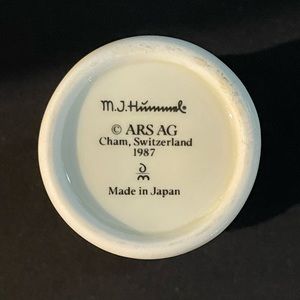 M.J.Hummel
© ARS AG
Cham, Switzerland
1987
Made in Japan